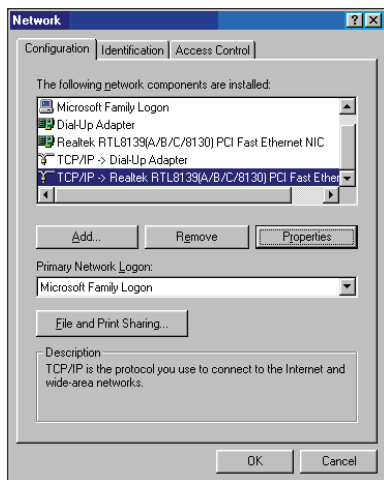 Network
Configuration Identification Access Control
The following network components are installed:
Microsoft Family Logon
Dial-Up Adapter
Realtek RTL8139(A/B/C/8130) PCI Fast Ethernet NIC
TCP/IP -> Dial-Up Adapter
TCP/IP -> Realtek RTL8139(A/B/C/8130) PCI Fast Ether
Add... Remove Properties
Primary Network Logon:
Microsoft Family Logon
File and Print Sharing...
Description
TCP/IP is the protocol you use to connect to the Internet and
wide-area networks.
OK Cancel